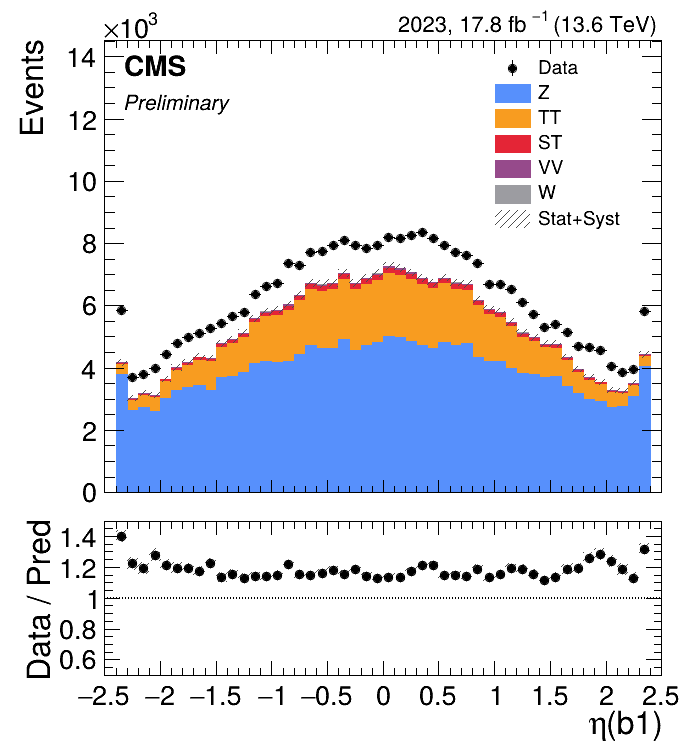 ×10³
2023, 17.8 fb⁻¹ (13.6 TeV)
Events
14
12
10
8
6
4
2
0
CMS
Preliminary
Data
Z
TT
ST
VV
W
Stat+Syst
Data / Pred
1.4
1.2
1
0.8
0.6
−2.5 −2 −1.5 −1 −0.5 0 0.5 1 1.5 2 2.5
η(b1)